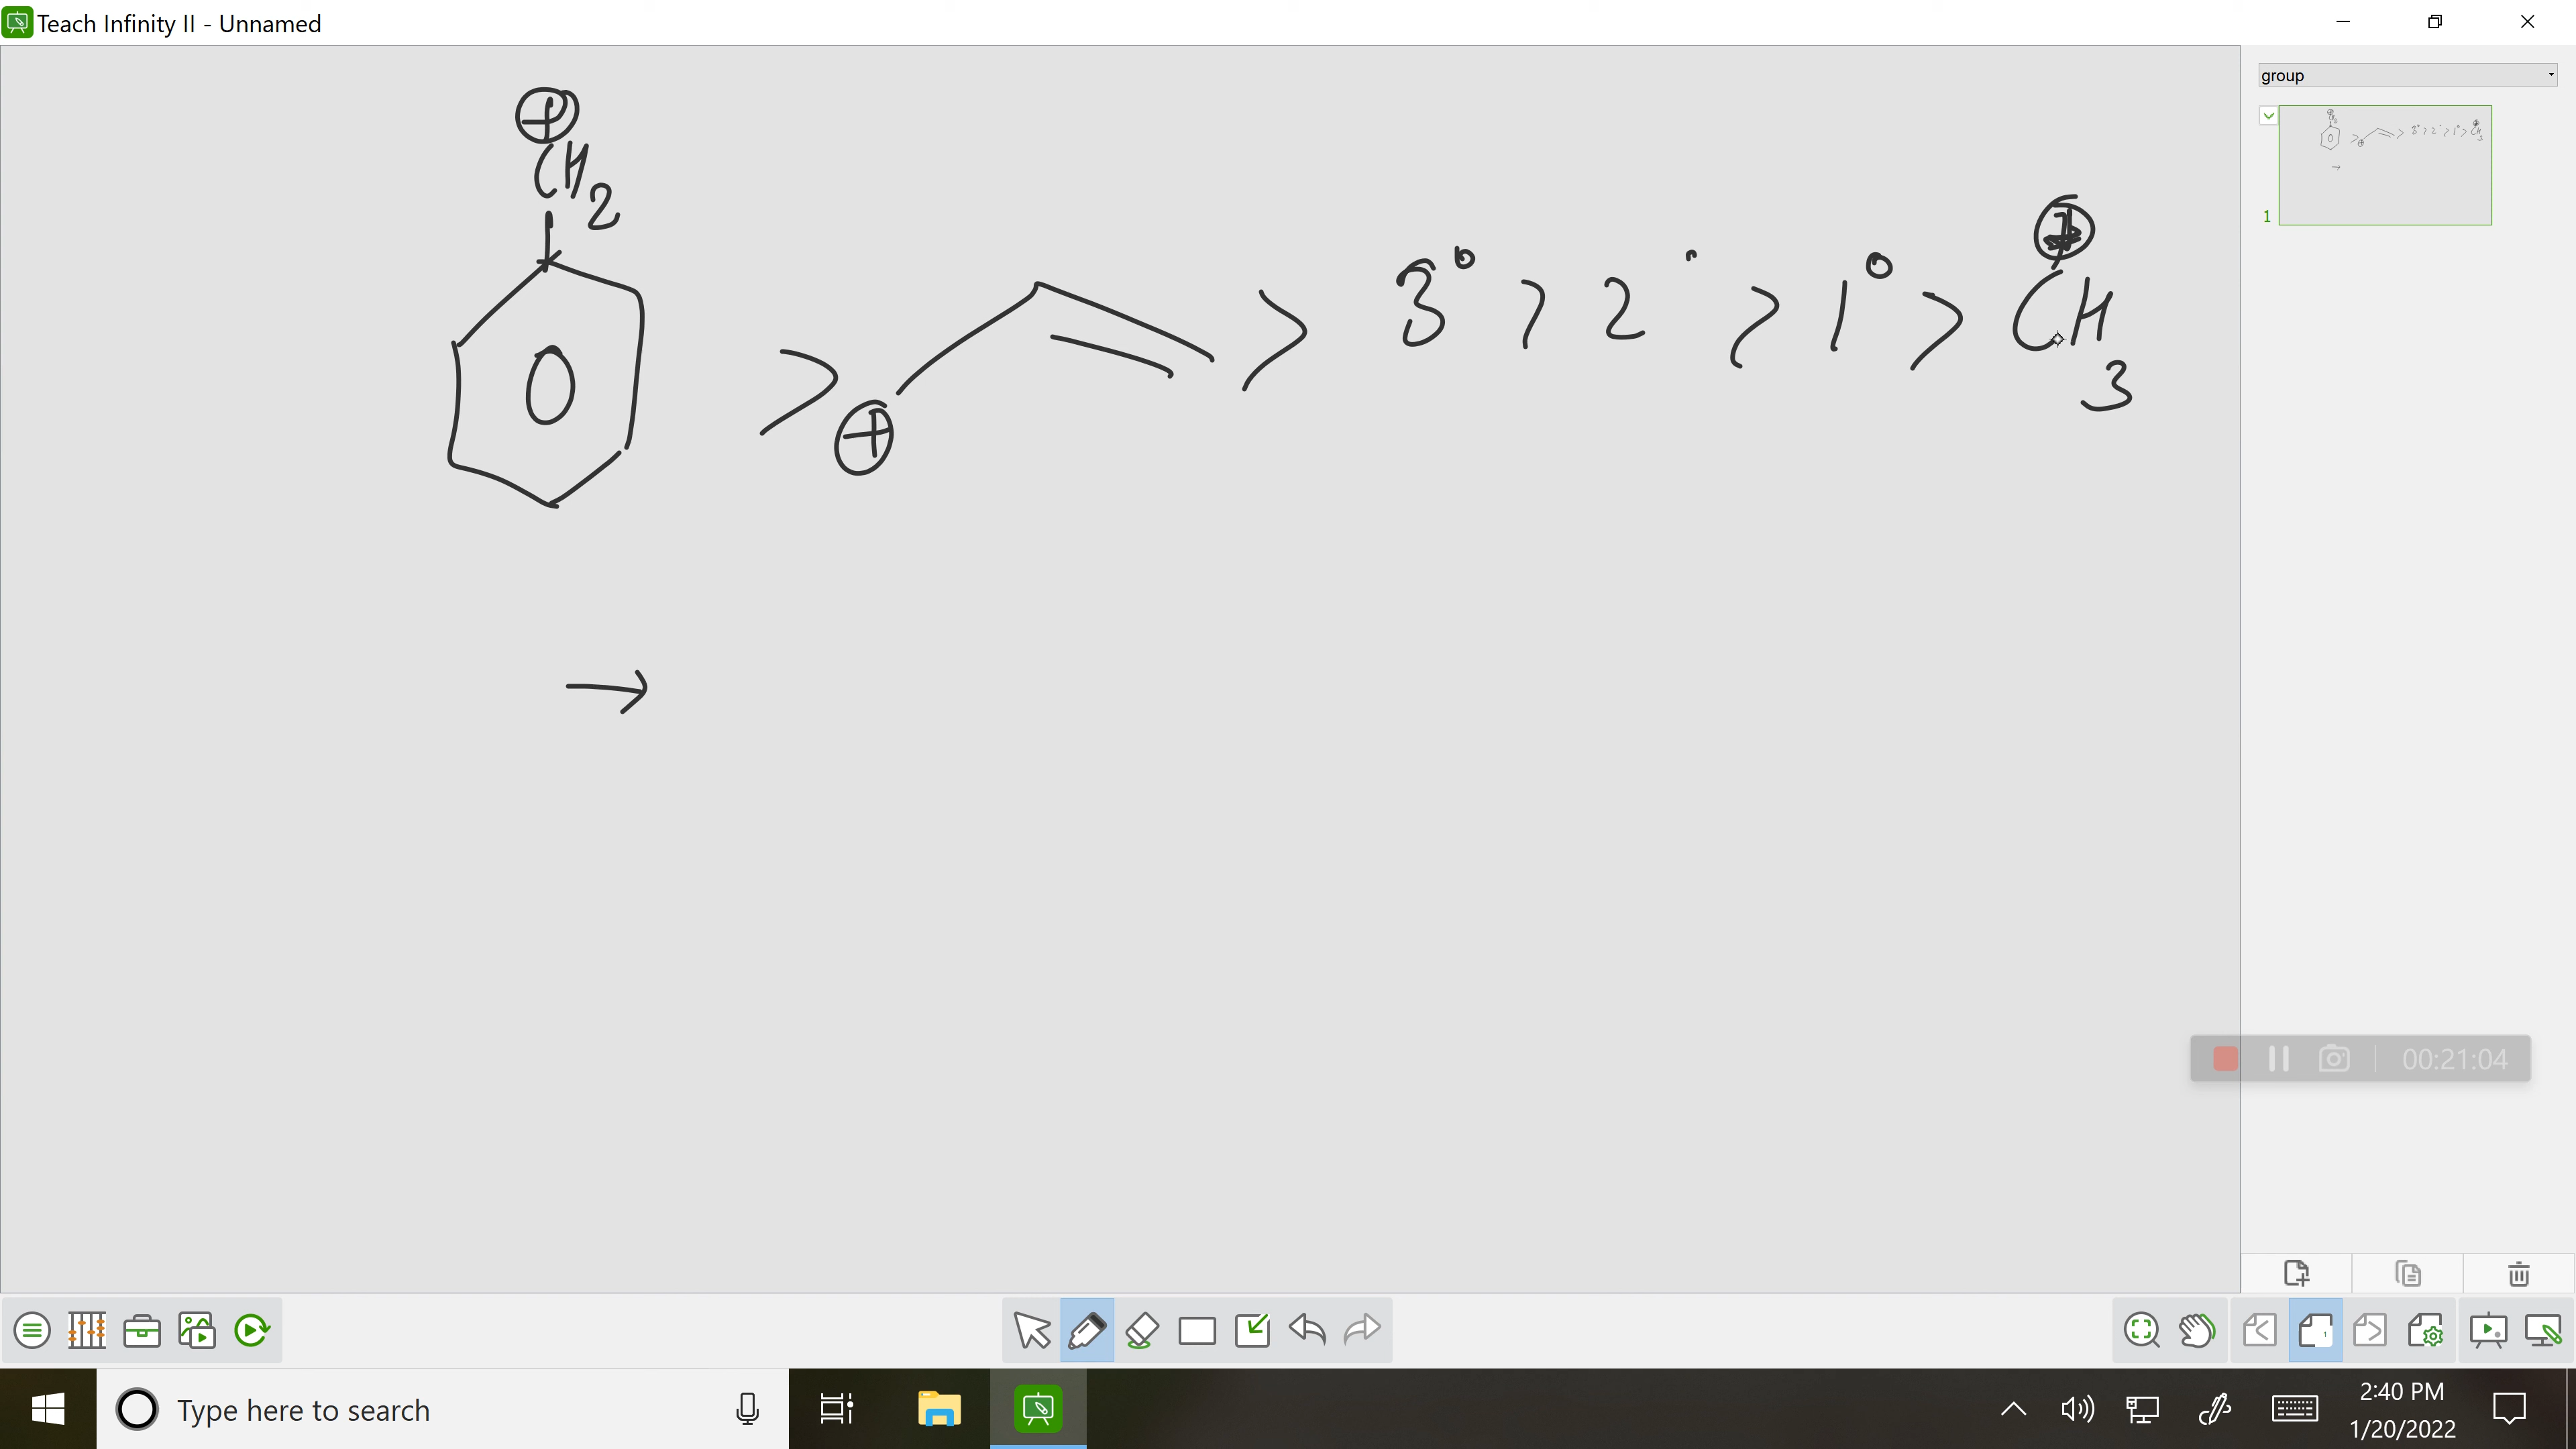 Teach Infinity II - Unnamed
group
⊕
CH2
> ⊕ > 3° > 2° > 1° > CH3
⊕
→
1
00:21:04
1
Type here to search
2:40 PM
1/20/2022